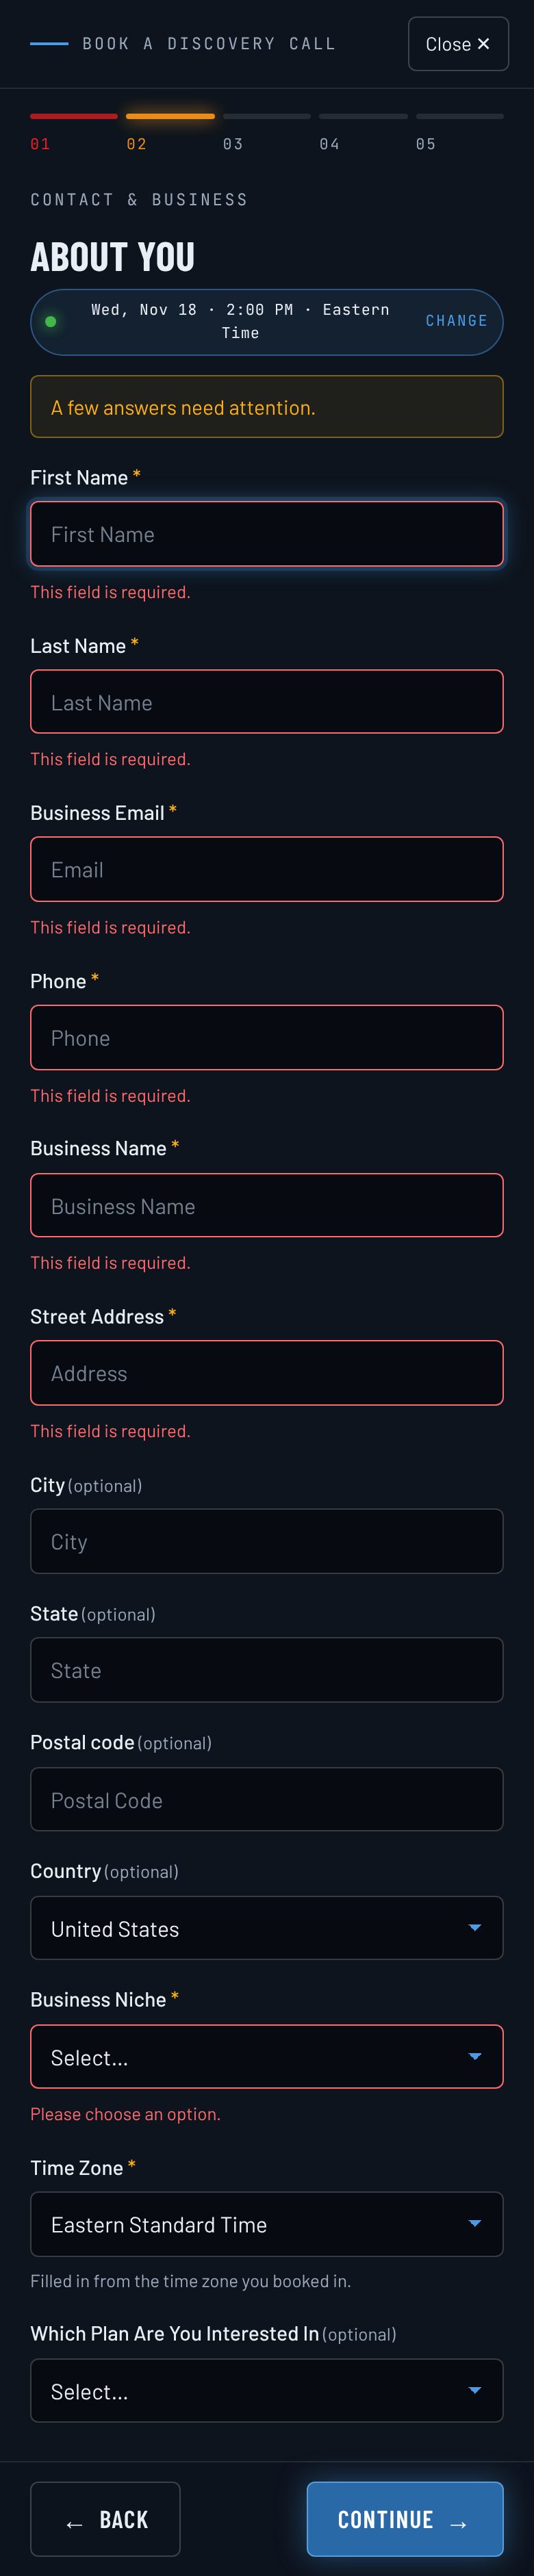 BOOK A DISCOVERY CALL
Close ✕
01 02 03 04 05
CONTACT & BUSINESS
ABOUT YOU
Wed, Nov 18 · 2:00 PM · Eastern
Time
CHANGE
A few answers need attention.
First Name *
First Name
This field is required.
Last Name *
Last Name
This field is required.
Business Email *
Email
This field is required.
Phone *
Phone
This field is required.
Business Name *
Business Name
This field is required.
Street Address *
Address
This field is required.
City (optional)
City
State (optional)
State
Postal code (optional)
Postal Code
Country (optional)
United States
Business Niche *
Select...
Please choose an option.
Time Zone *
Eastern Standard Time
Filled in from the time zone you booked in.
Which Plan Are You Interested In (optional)
Select...
← BACK
CONTINUE →